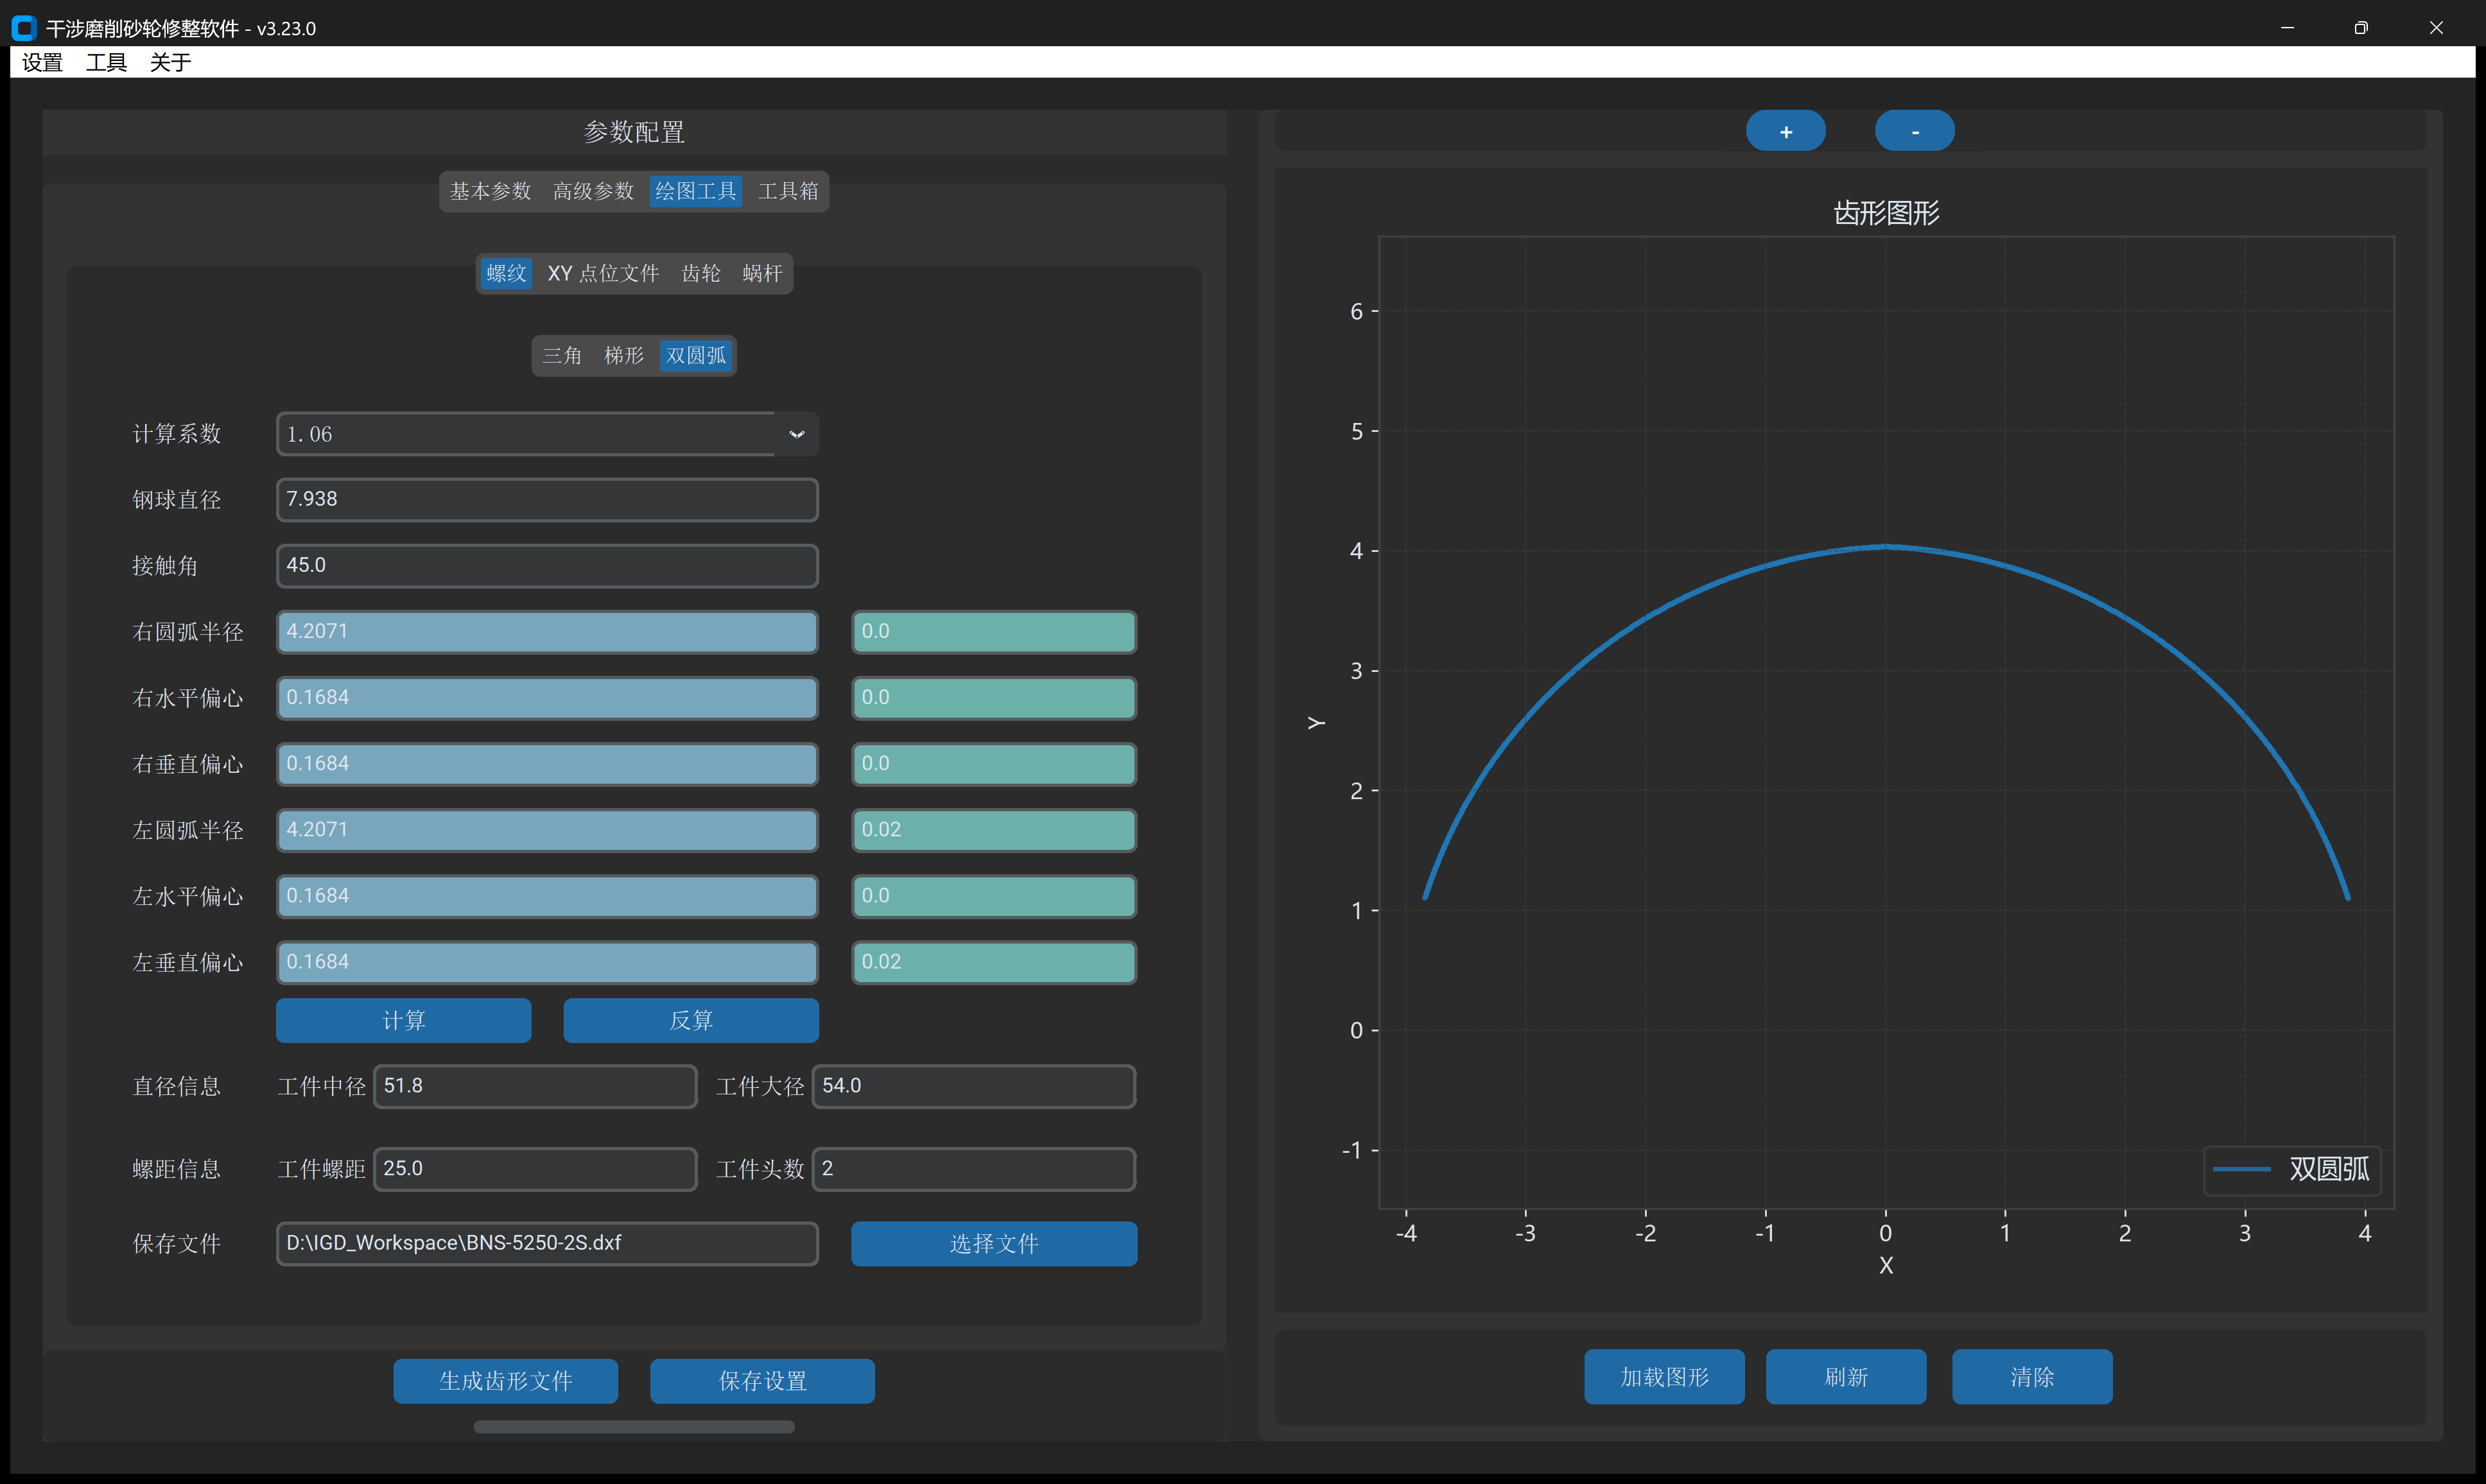 干涉磨削砂轮修整软件 - v3.23.0
设置 工具 关于
参数配置
基本参数 高级参数 绘图工具 工具箱
螺纹 XY 点位文件 齿轮 蜗杆
三角 梯形 双圆弧
计算系数 1.06
钢球直径 7.938
接触角 45.0
右圆弧半径 4.2071 0.0
右水平偏心 0.1684 0.0
右垂直偏心 0.1684 0.0
左圆弧半径 4.2071 0.02
左水平偏心 0.1684 0.0
左垂直偏心 0.1684 0.02
计算 反算
直径信息 工件中径 51.8 工件大径 54.0
螺距信息 工件螺距 25.0 工件头数 2
保存文件 D:\IGD_Workspace\BNS-5250-2S.dxf 选择文件
生成齿形文件 保存设置
+ -
齿形图形
6
5
4
3
2
1
0
-1
Y
-4 -3 -2 -1 0 1 2 3 4
X
双圆弧
加载图形 刷新 清除